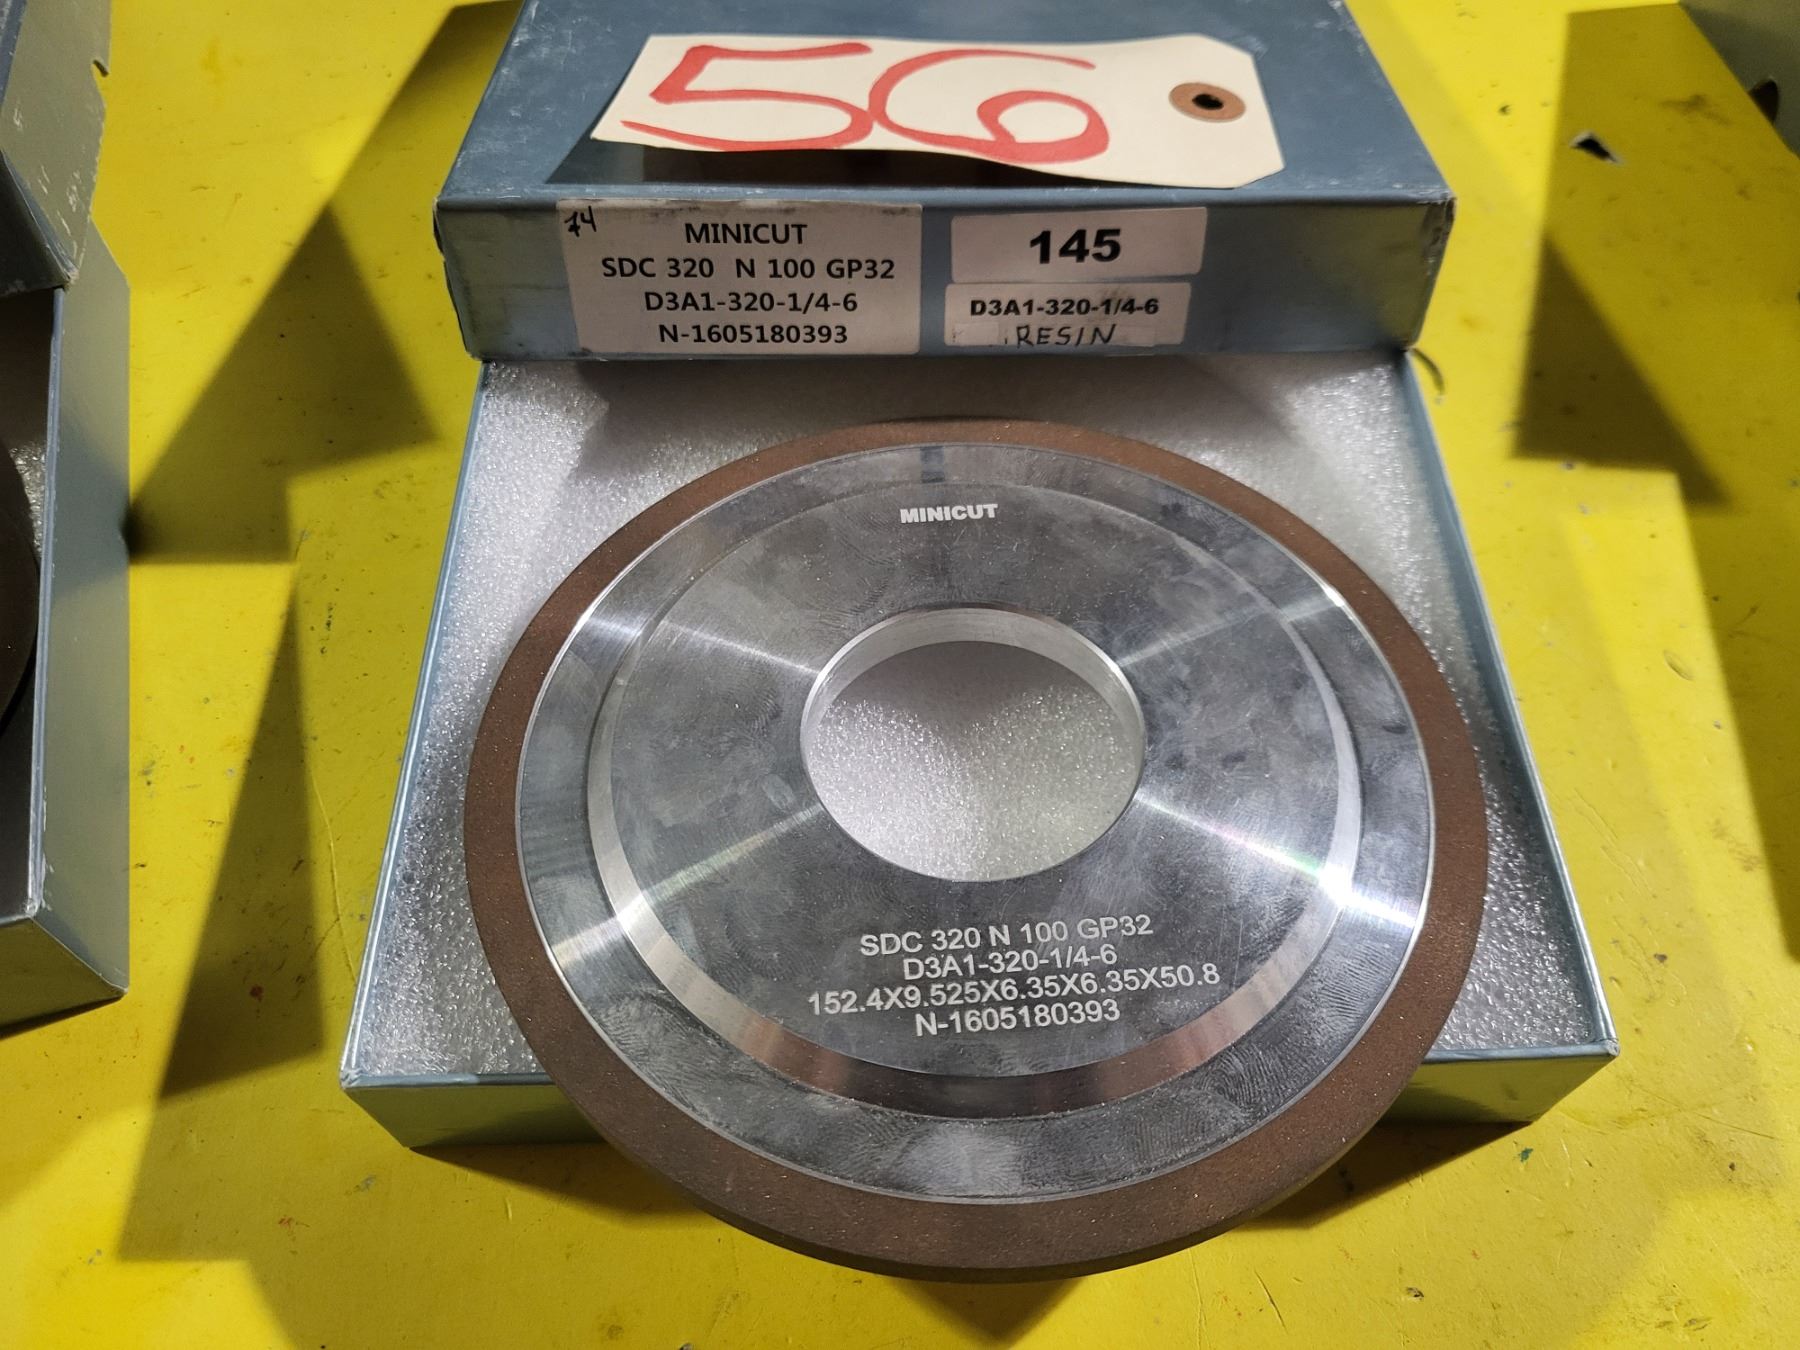 56
74
MINICUT
SDC 320 N 100 GP32
D3A1-320-1/4-6
N-1605180393
145
D3A1-320-1/4-6
RESIN
MINICUT
SDC 320 N 100 GP32
D3A1-320-1/4-6
152.4X9.525X6.35X6.35X50.8
N-1605180393